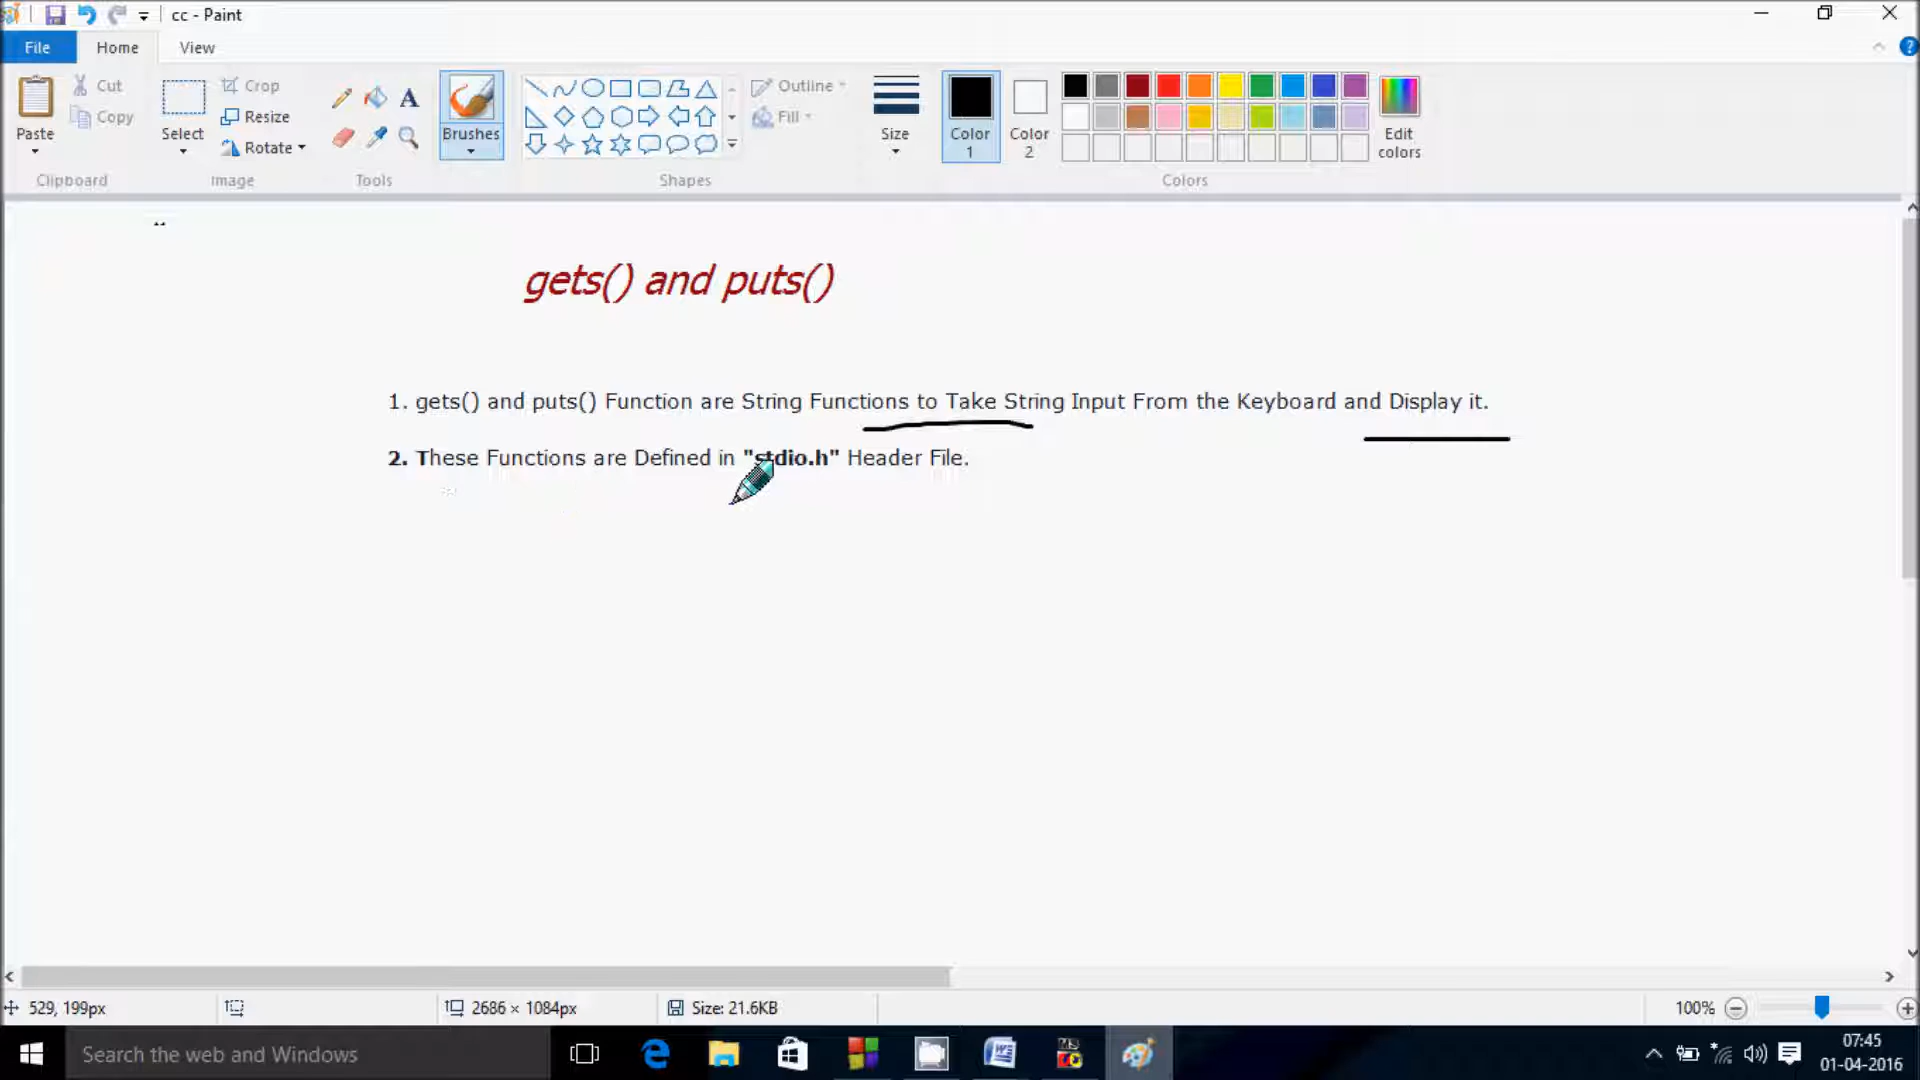 cc - Paint
File Home View
Paste
Cut
Copy
Clipboard
Select
Crop
Resize
Rotate
Image
A
Tools
Brushes
Outline
Fill
Shapes
Size
Color 1
Color 2
Edit colors
Colors
gets() and puts()
1. gets() and puts() Function are String Functions to Take String Input From the Keyboard and Display it.
2. These Functions are Defined in "stdio.h" Header File.
529, 199px
2686 × 1084px
Size: 21.6KB
100%
Search the web and Windows
07:45
01-04-2016